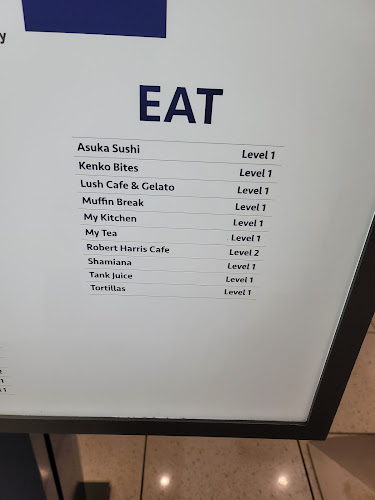 EAT
Asuka Sushi Level 1
Kenko Bites Level 1
Lush Cafe & Gelato Level 1
Muffin Break Level 1
My Kitchen Level 1
My Tea Level 1
Robert Harris Cafe Level 2
Shamiana Level 1
Tank Juice Level 1
Tortillas Level 1